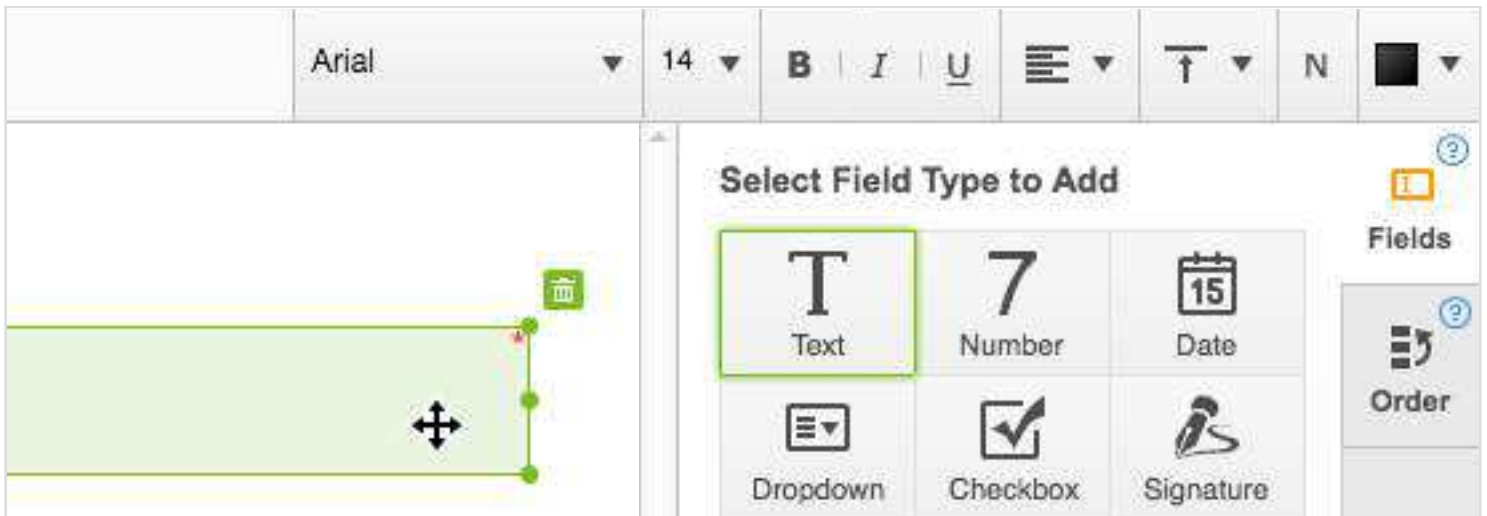 Arial 14 B I U N
Select Field Type to Add
?
Fields
T 7 15
Text Number Date
?
Order
Dropdown Checkbox Signature